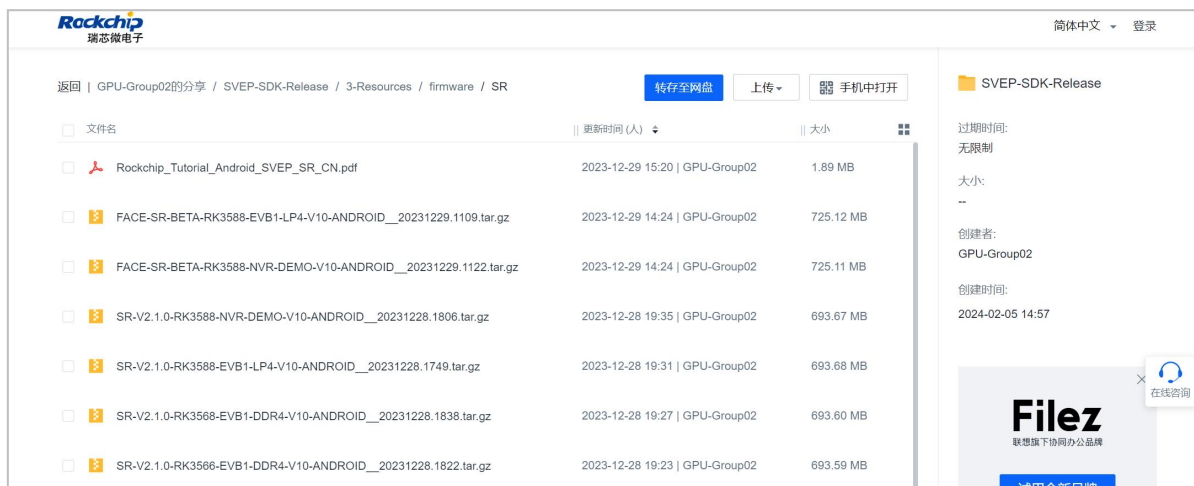 Rockchip
瑞芯微电子
简体中文 登录
返回 | GPU-Group02的分享 / SVEP-SDK-Release / 3-Resources / firmware / SR 转存至网盘 上传 手机中打开
文件名 更新时间 (人) 大小
Rockchip_Tutorial_Android_SVEP_SR_CN.pdf 2023-12-29 15:20 | GPU-Group02 1.89 MB
FACE-SR-BETA-RK3588-EVB1-LP4-V10-ANDROID__20231229.1109.tar.gz 2023-12-29 14:24 | GPU-Group02 725.12 MB
FACE-SR-BETA-RK3588-NVR-DEMO-V10-ANDROID__20231229.1122.tar.gz 2023-12-29 14:24 | GPU-Group02 725.11 MB
SR-V2.1.0-RK3588-NVR-DEMO-V10-ANDROID__20231228.1806.tar.gz 2023-12-28 19:35 | GPU-Group02 693.67 MB
SR-V2.1.0-RK3588-EVB1-LP4-V10-ANDROID__20231228.1749.tar.gz 2023-12-28 19:31 | GPU-Group02 693.68 MB
SR-V2.1.0-RK3568-EVB1-DDR4-V10-ANDROID__20231228.1838.tar.gz 2023-12-28 19:27 | GPU-Group02 693.60 MB
SR-V2.1.0-RK3566-EVB1-DDR4-V10-ANDROID__20231228.1822.tar.gz 2023-12-28 19:23 | GPU-Group02 693.59 MB
SVEP-SDK-Release
过期时间:
无限制
大小:
--
创建者:
GPU-Group02
创建时间:
2024-02-05 14:57
在线咨询
Filez
联想旗下协同办公品牌